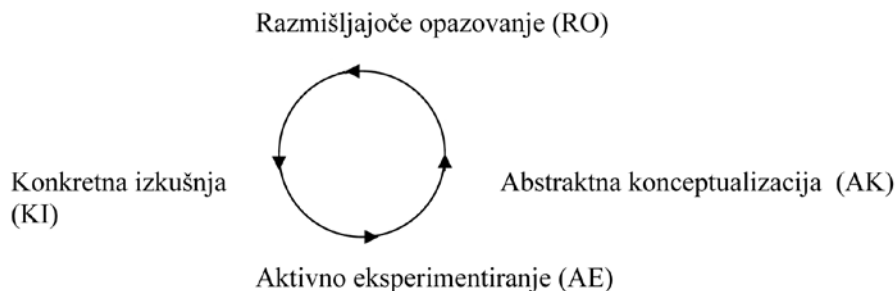 Razmišljajoče opazovanje (RO)
Konkretna izkušnja
(KI)
Abstraktna konceptualizacija (AK)
Aktivno eksperimentiranje (AE)